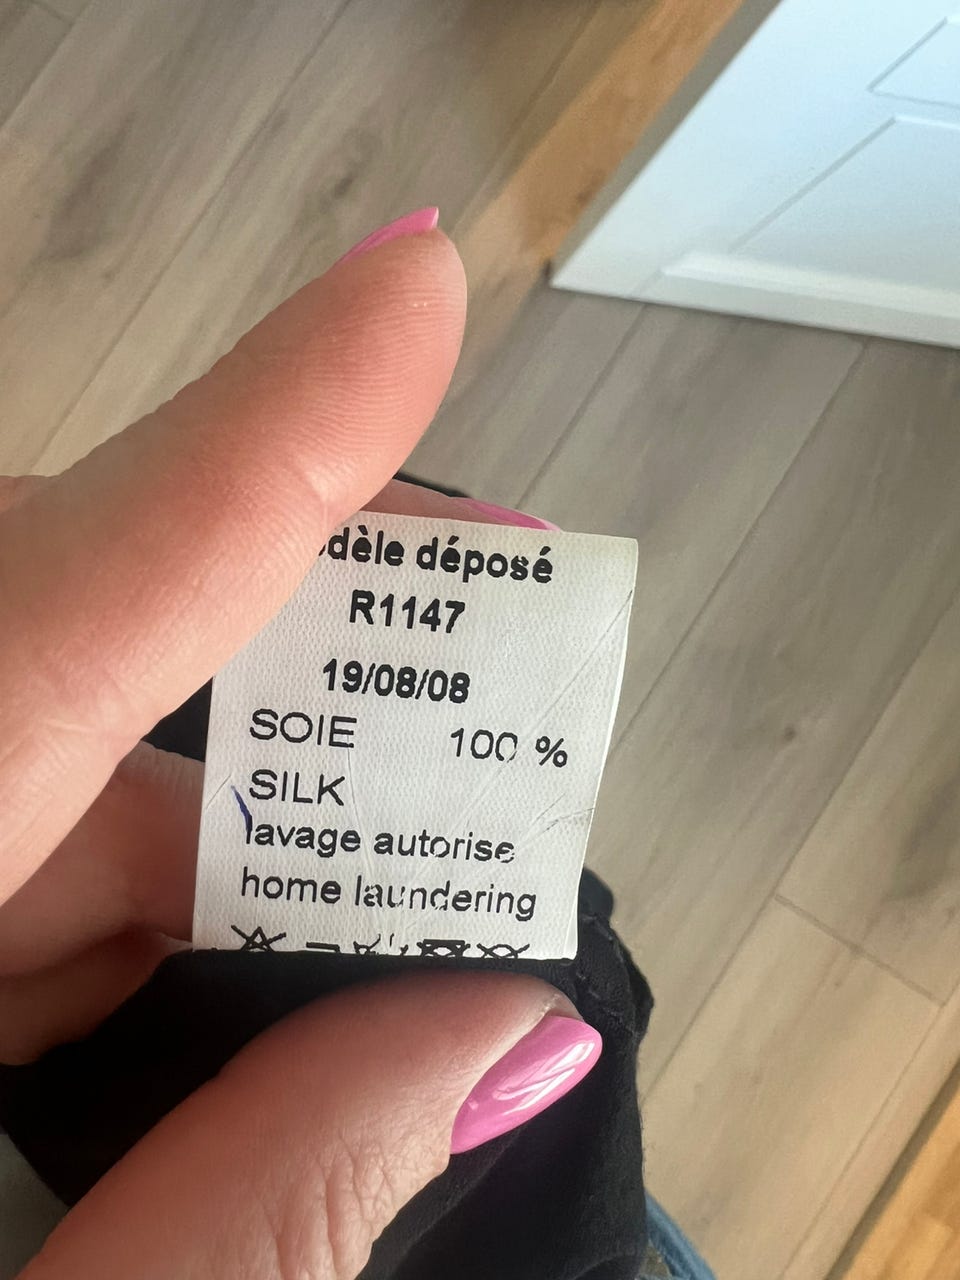 dèle déposé
R1147
19/08/08
SOIE 100 %
SILK
lavage autorise
home laundering